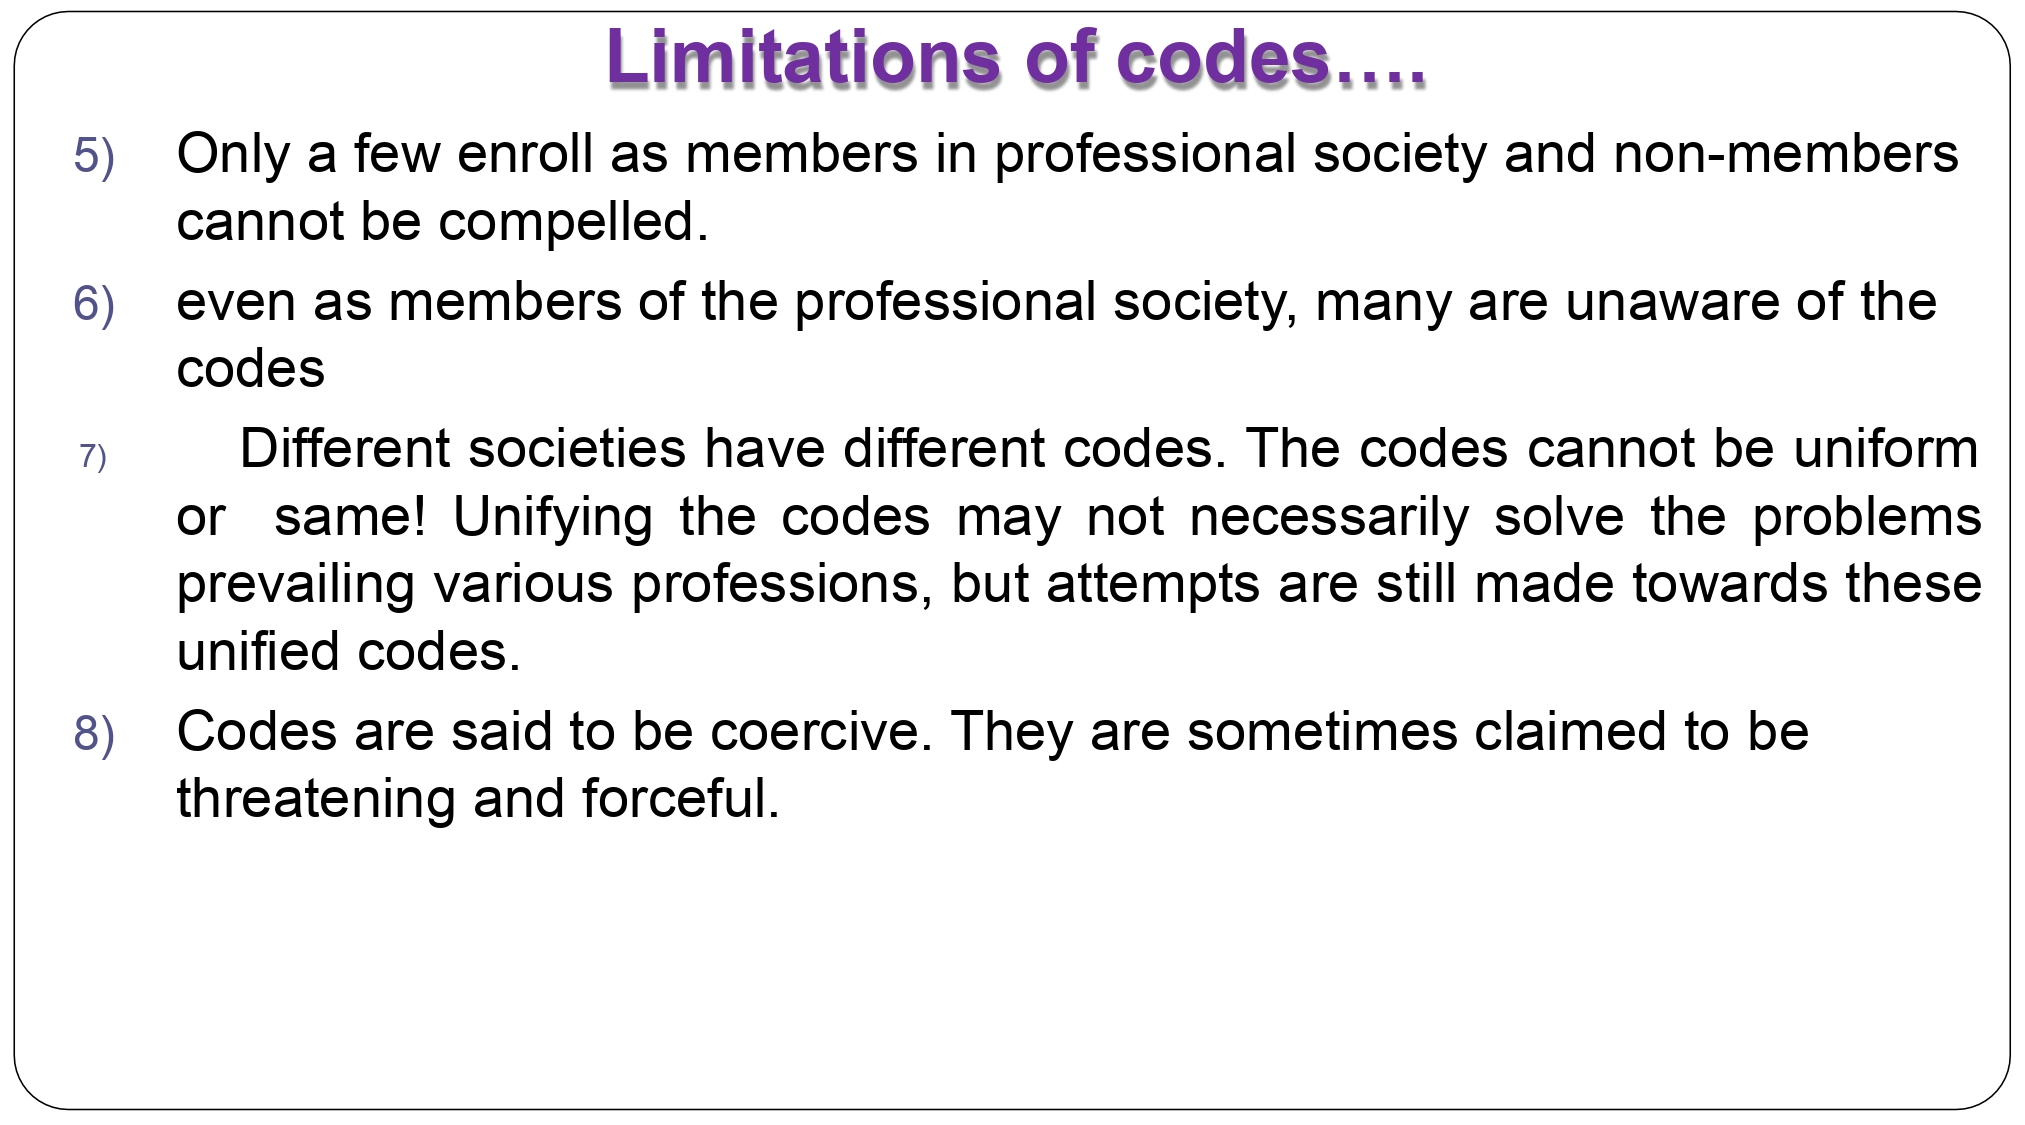 Limitations of codes….
5) Only a few enroll as members in professional society and non-members
cannot be compelled.
6) even as members of the professional society, many are unaware of the
codes
7) Different societies have different codes. The codes cannot be uniform
or same! Unifying the codes may not necessarily solve the problems
prevailing various professions, but attempts are still made towards these
unified codes.
8) Codes are said to be coercive. They are sometimes claimed to be
threatening and forceful.